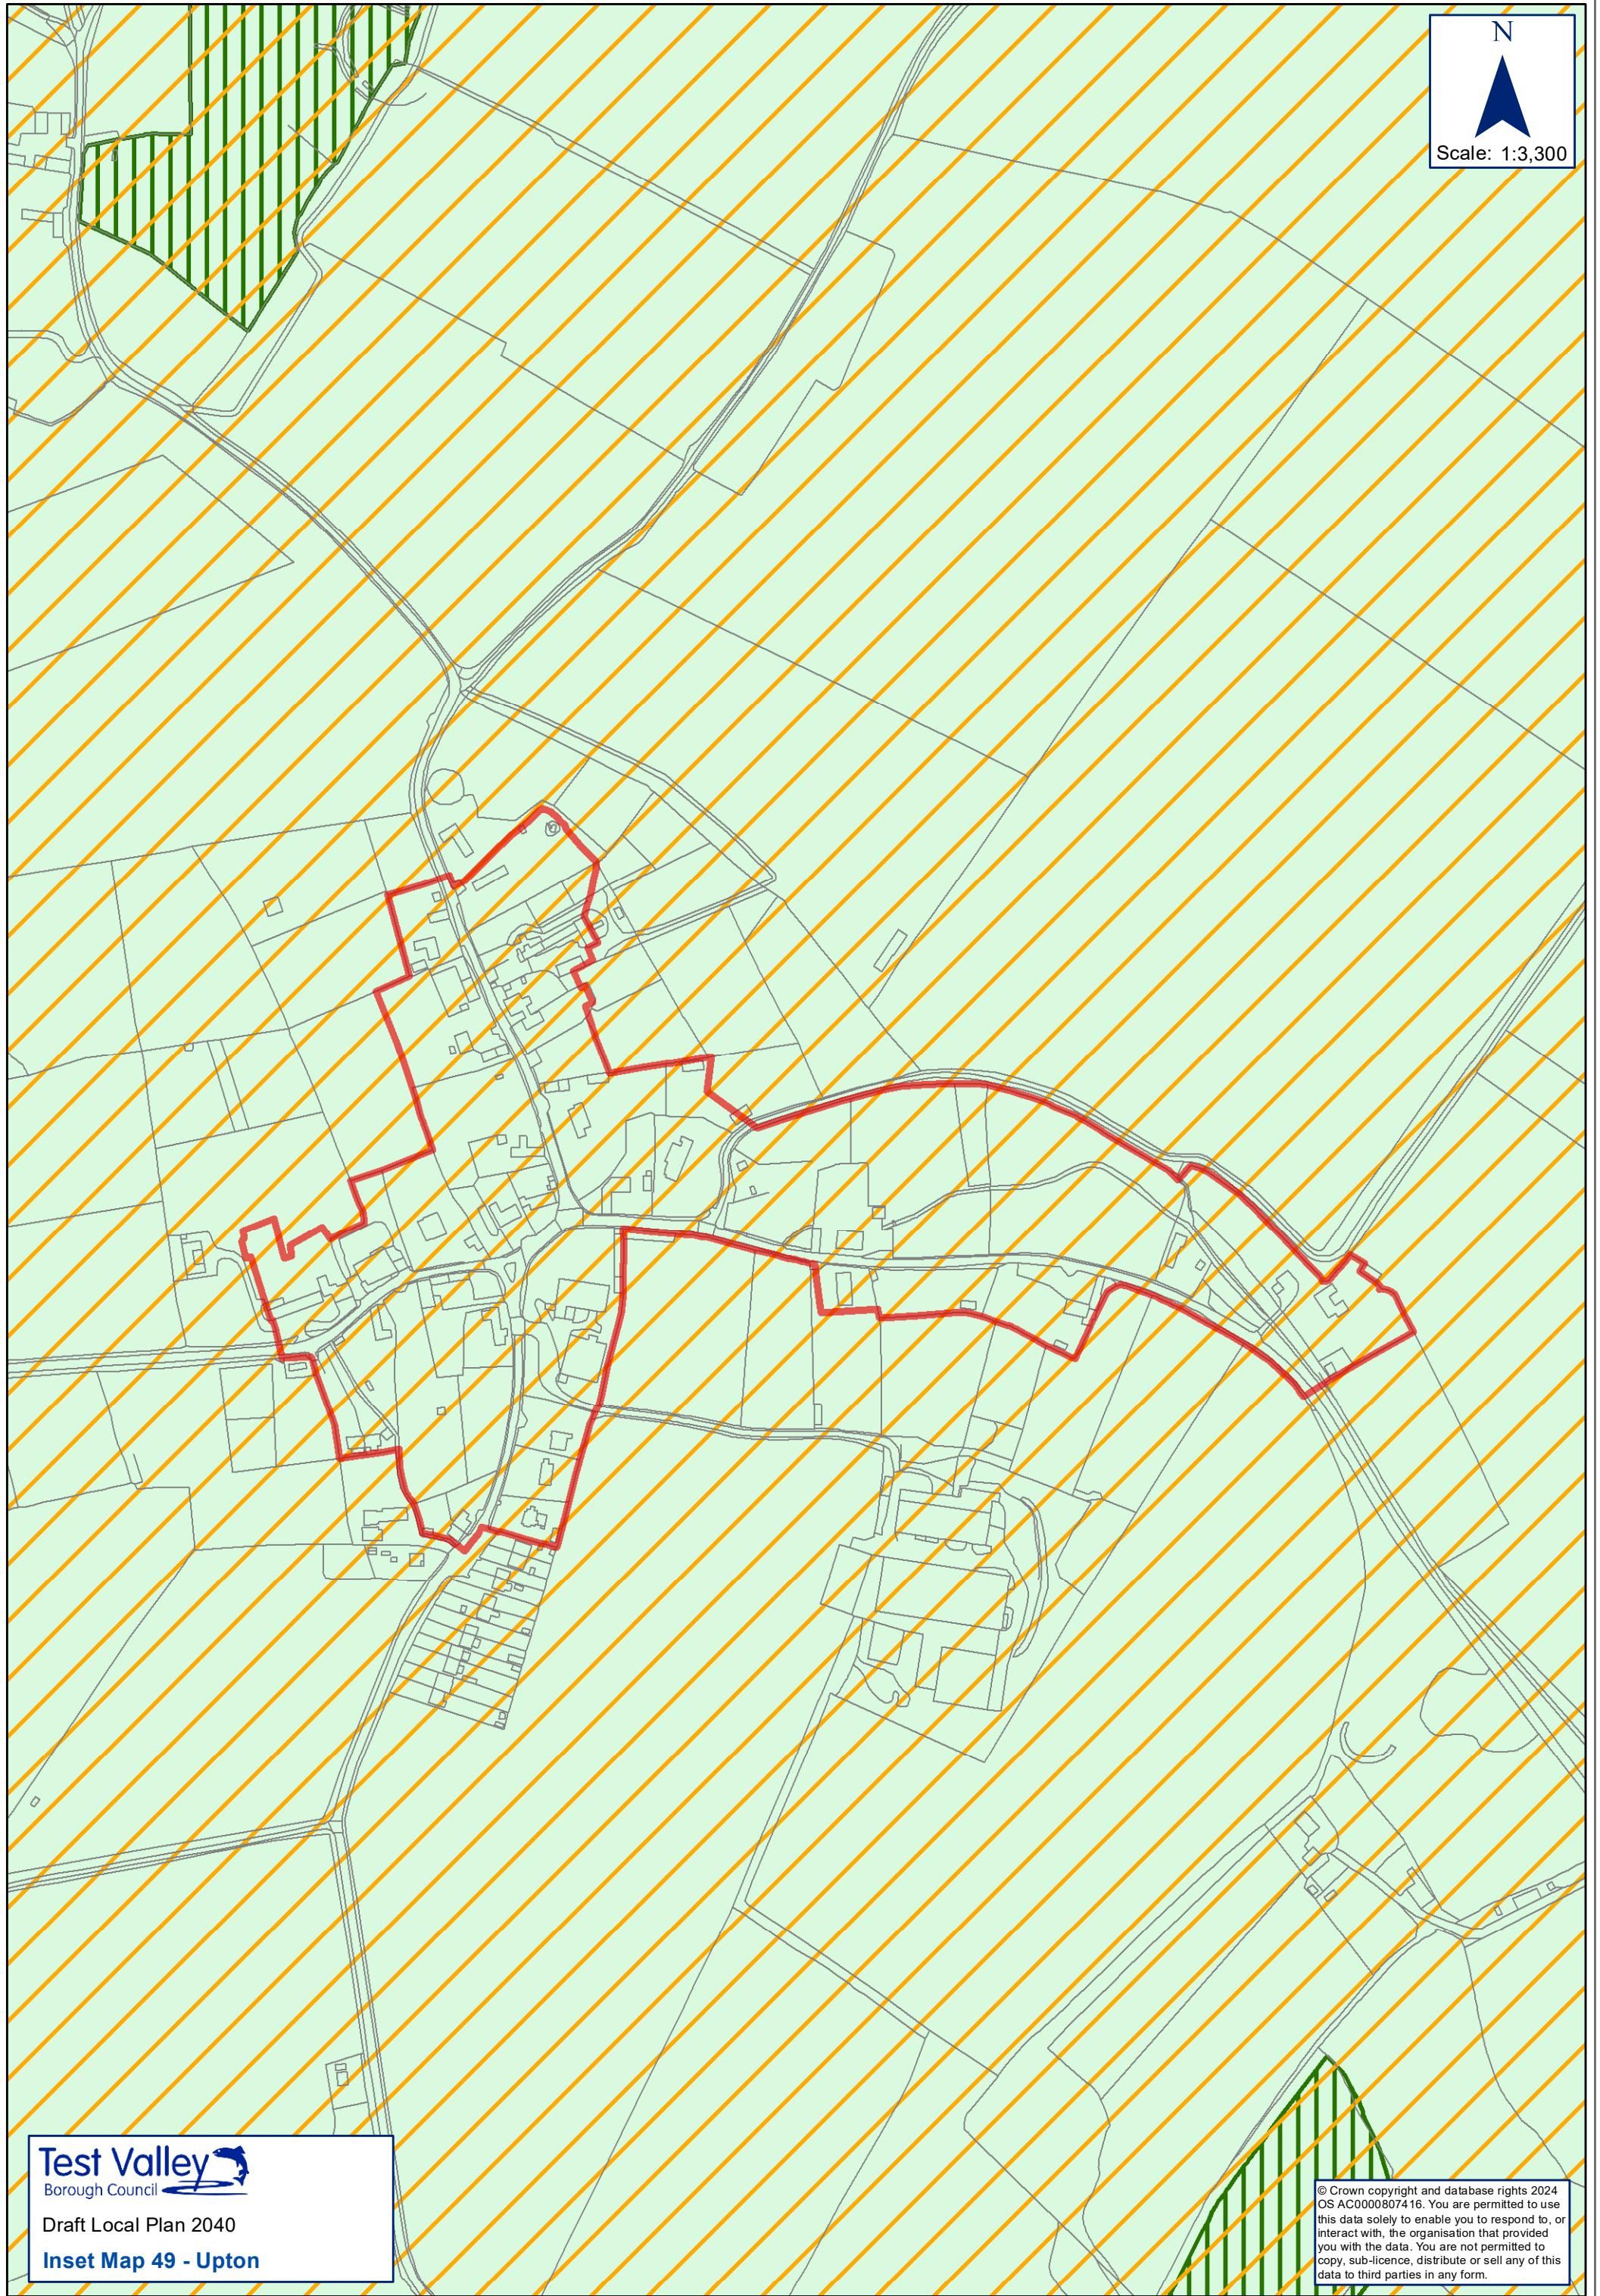 N
Scale: 1:3,300
Test Valley
Borough Council
Draft Local Plan 2040
Inset Map 49 - Upton
© Crown copyright and database rights 2024
OS AC0000807416. You are permitted to use
this data solely to enable you to respond to, or
interact with, the organisation that provided
you with the data. You are not permitted to
copy, sub-licence, distribute or sell any of this
data to third parties in any form.